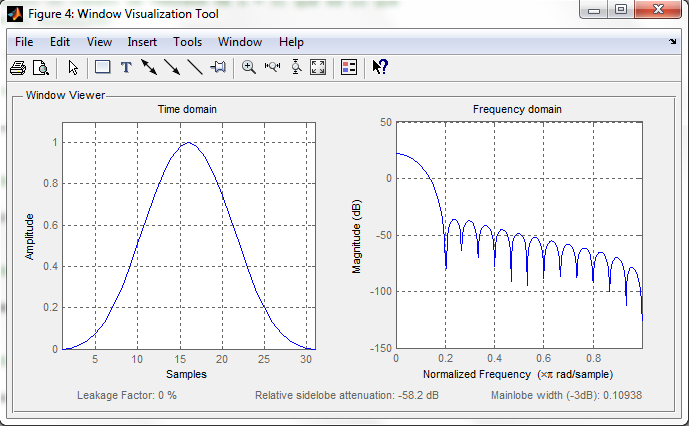 Figure 4: Window Visualization Tool
File Edit View Insert Tools Window Help
Window Viewer
Time domain
Frequency domain
Amplitude
1
0.8
0.6
0.4
0.2
0
5 10 15 20 25 30
Samples
Magnitude (dB)
50
0
-50
-100
-150
0 0.2 0.4 0.6 0.8
Normalized Frequency (×π rad/sample)
Leakage Factor: 0 %
Relative sidelobe attenuation: -58.2 dB
Mainlobe width (-3dB): 0.10938